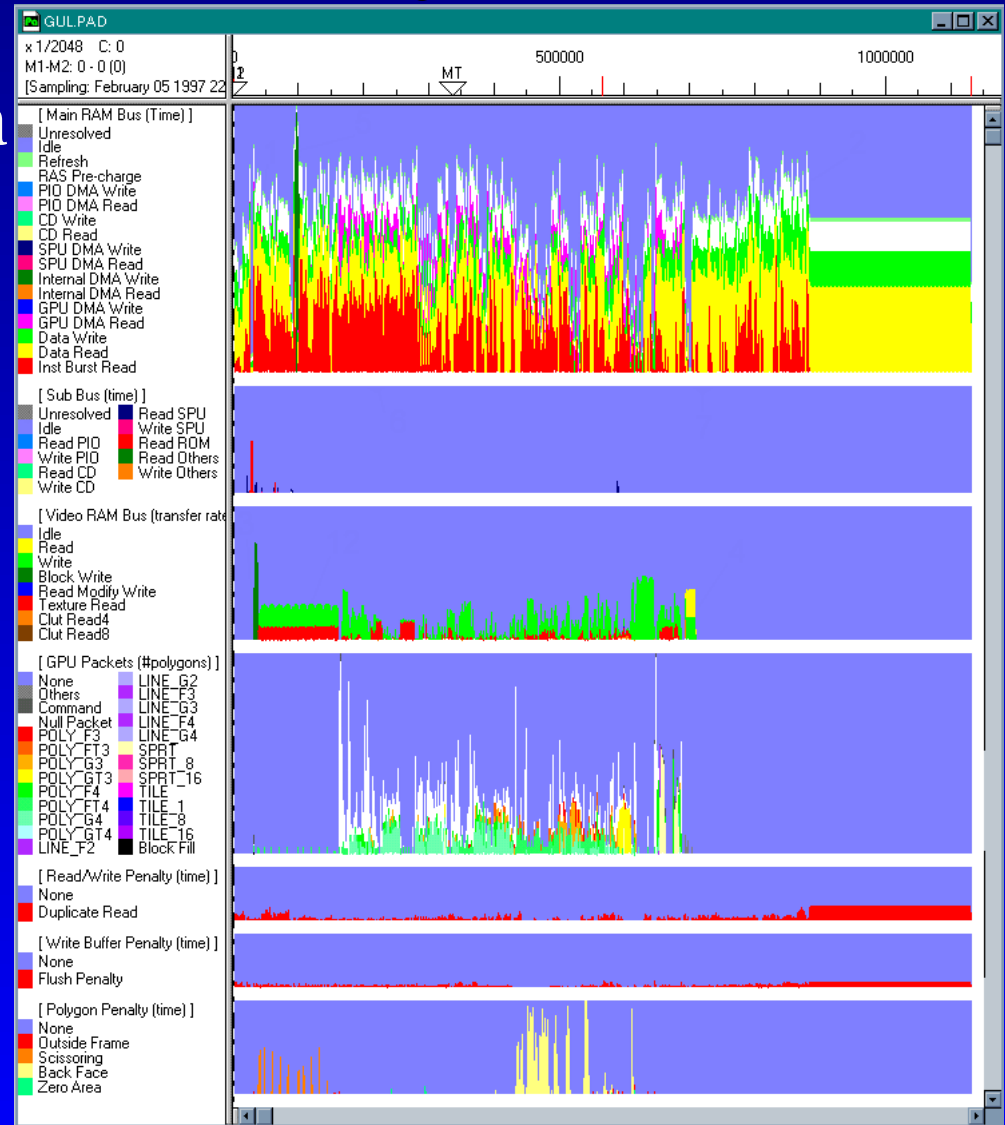 GUL.PAD
x 1/2048 C: 0
M1-M2: 0 - 0 (0)
[Sampling: February 05 1997 22
0 500000 1000000
MT
[ Main RAM Bus (Time) ]
Unresolved
Idle
Refresh
RAS Pre-charge
PIO DMA Write
PIO DMA Read
CD Write
CD Read
SPU DMA Write
SPU DMA Read
Internal DMA Write
Internal DMA Read
GPU DMA Write
GPU DMA Read
Data Write
Data Read
Inst Burst Read
[ Sub Bus (time) ]
Unresolved Read SPU
Idle Write SPU
Read PIO Read ROM
Write PIO Read Others
Read CD Write Others
Write CD
[ Video RAM Bus (transfer rate
Idle
Read
Write
Block Write
Read Modify Write
Texture Read
Clut Read4
Clut Read8
[ GPU Packets (#polygons) ]
None LINE_G2
Others LINE_F3
Command LINE_G3
Null Packet LINE_F4
POLY_F3 LINE_G4
POLY_FT3 SPRT
POLY_G3 SPRT_8
POLY_GT3 SPRT_16
POLY_F4 TILE
POLY_FT4 TILE_1
POLY_G4 TILE_8
POLY_GT4 TILE_16
LINE_F2 Block Fill
[ Read/Write Penalty (time) ]
None
Duplicate Read
[ Write Buffer Penalty (time) ]
None
Flush Penalty
[ Polygon Penalty (time) ]
None
Outside Frame
Scissoring
Back Face
Zero Area